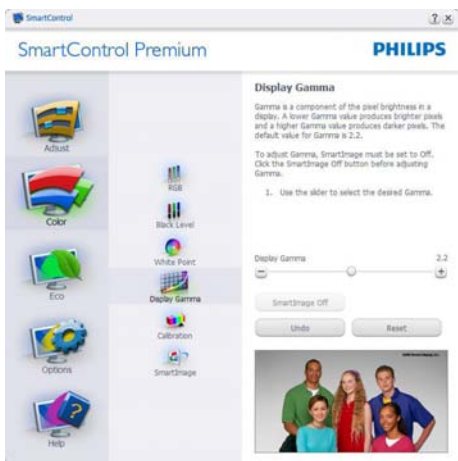 SmartControl
SmartControl Premium
PHILIPS
Adjust
Color
Eco
Options
Help
RGB
Black Level
White Point
Display Gamma
Calibration
SmartImage
Display Gamma
Gamma is a component of the pixel brightness in a
display. A lower Gamma value produces brighter pixels
and a higher Gamma value produces darker pixels. The
default value for Gamma is 2.2.
To adjust Gamma, SmartImage must be set to Off.
Click the SmartImage Off button before adjusting
Gamma.
1. Use the slider to select the desired Gamma.
Display Gamma 2.2
SmartImage Off
Undo Reset